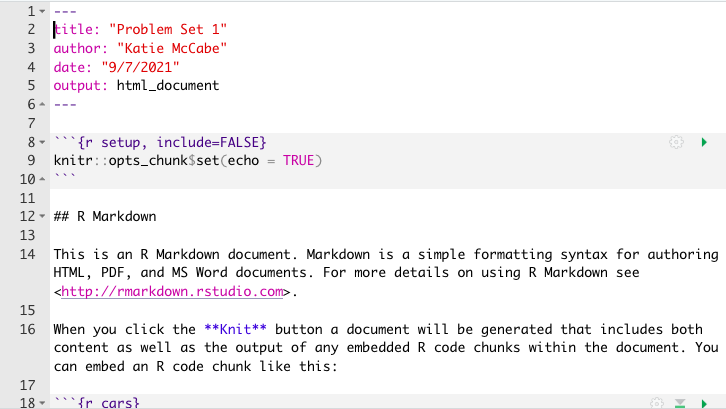 1 ---
2 title: "Problem Set 1"
3 author: "Katie McCabe"
4 date: "9/7/2021"
5 output: html_document
6 ---
7
8 ```{r setup, include=FALSE}
9 knitr::opts_chunk$set(echo = TRUE)
10 ```
11
12 ## R Markdown
13
14 This is an R Markdown document. Markdown is a simple formatting syntax for authoring
HTML, PDF, and MS Word documents. For more details on using R Markdown see
<http://rmarkdown.rstudio.com>.
15
16 When you click the **Knit** button a document will be generated that includes both
content as well as the output of any embedded R code chunks within the document. You
can embed an R code chunk like this:
17
18 ```{r cars}